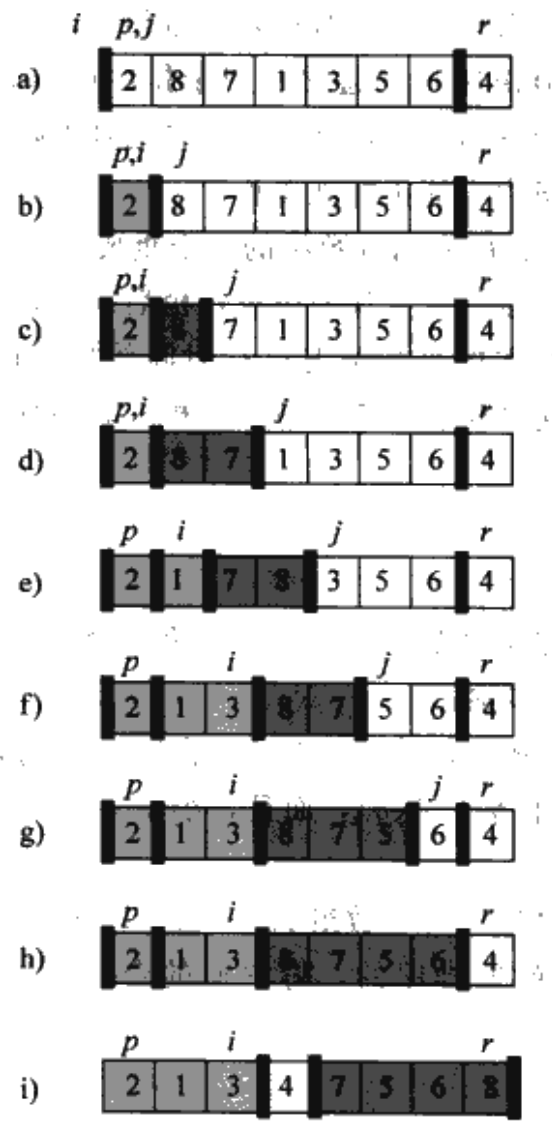 i p,j r
a) 2 8 7 1 3 5 6 4
p,i j r
b) 2 8 7 1 3 5 6 4
p,i j r
c) 2 7 1 3 5 6 4
p,i j r
d) 2 8 7 1 3 5 6 4
p i j r
e) 2 1 7 8 3 5 6 4
p i j r
f) 2 1 3 8 7 5 6 4
p i j r
g) 2 1 3 8 7 5 6 4
p i r
h) 2 1 3 8 7 5 6 4
p i r
i) 2 1 3 4 7 5 6 8